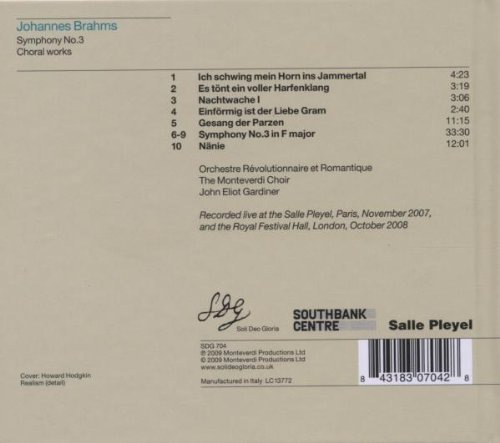 Johannes Brahms
Symphony No.3
Choral works
1 Ich schwing mein Horn ins Jammertal 4:23
2 Es tönt ein voller Harfenklang 3:19
3 Nachtwache I 3:06
4 Einförmig ist der Liebe Gram 2:40
5 Gesang der Parzen 11:15
6-9 Symphony No.3 in F major 33:30
10 Nänie 12:01
Orchestre Révolutionnaire et Romantique
The Monteverdi Choir
John Eliot Gardiner
Recorded live at the Salle Pleyel, Paris, November 2007,
and the Royal Festival Hall, London, October 2008
SDG
Soli Deo Gloria
SOUTHBANK
CENTRE
Salle Pleyel
SDG 704
℗ 2009 Monteverdi Productions Ltd
© 2009 Monteverdi Productions Ltd
www.solideogloria.co.uk
Manufactured in Italy LC13772
Cover: Howard Hodgkin
Realism (detail)
8 43183 07042 8